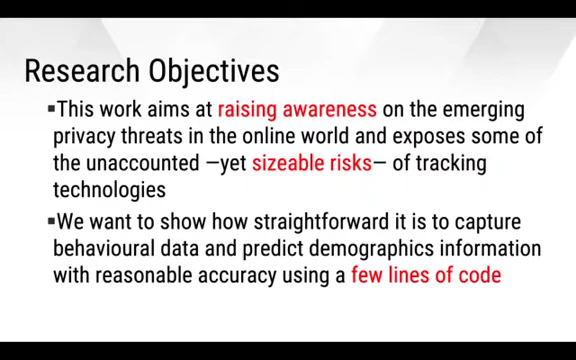 Research Objectives
▪This work aims at raising awareness on the emerging
privacy threats in the online world and exposes some of
the unaccounted —yet sizeable risks— of tracking
technologies
▪We want to show how straightforward it is to capture
behavioural data and predict demographics information
with reasonable accuracy using a few lines of code